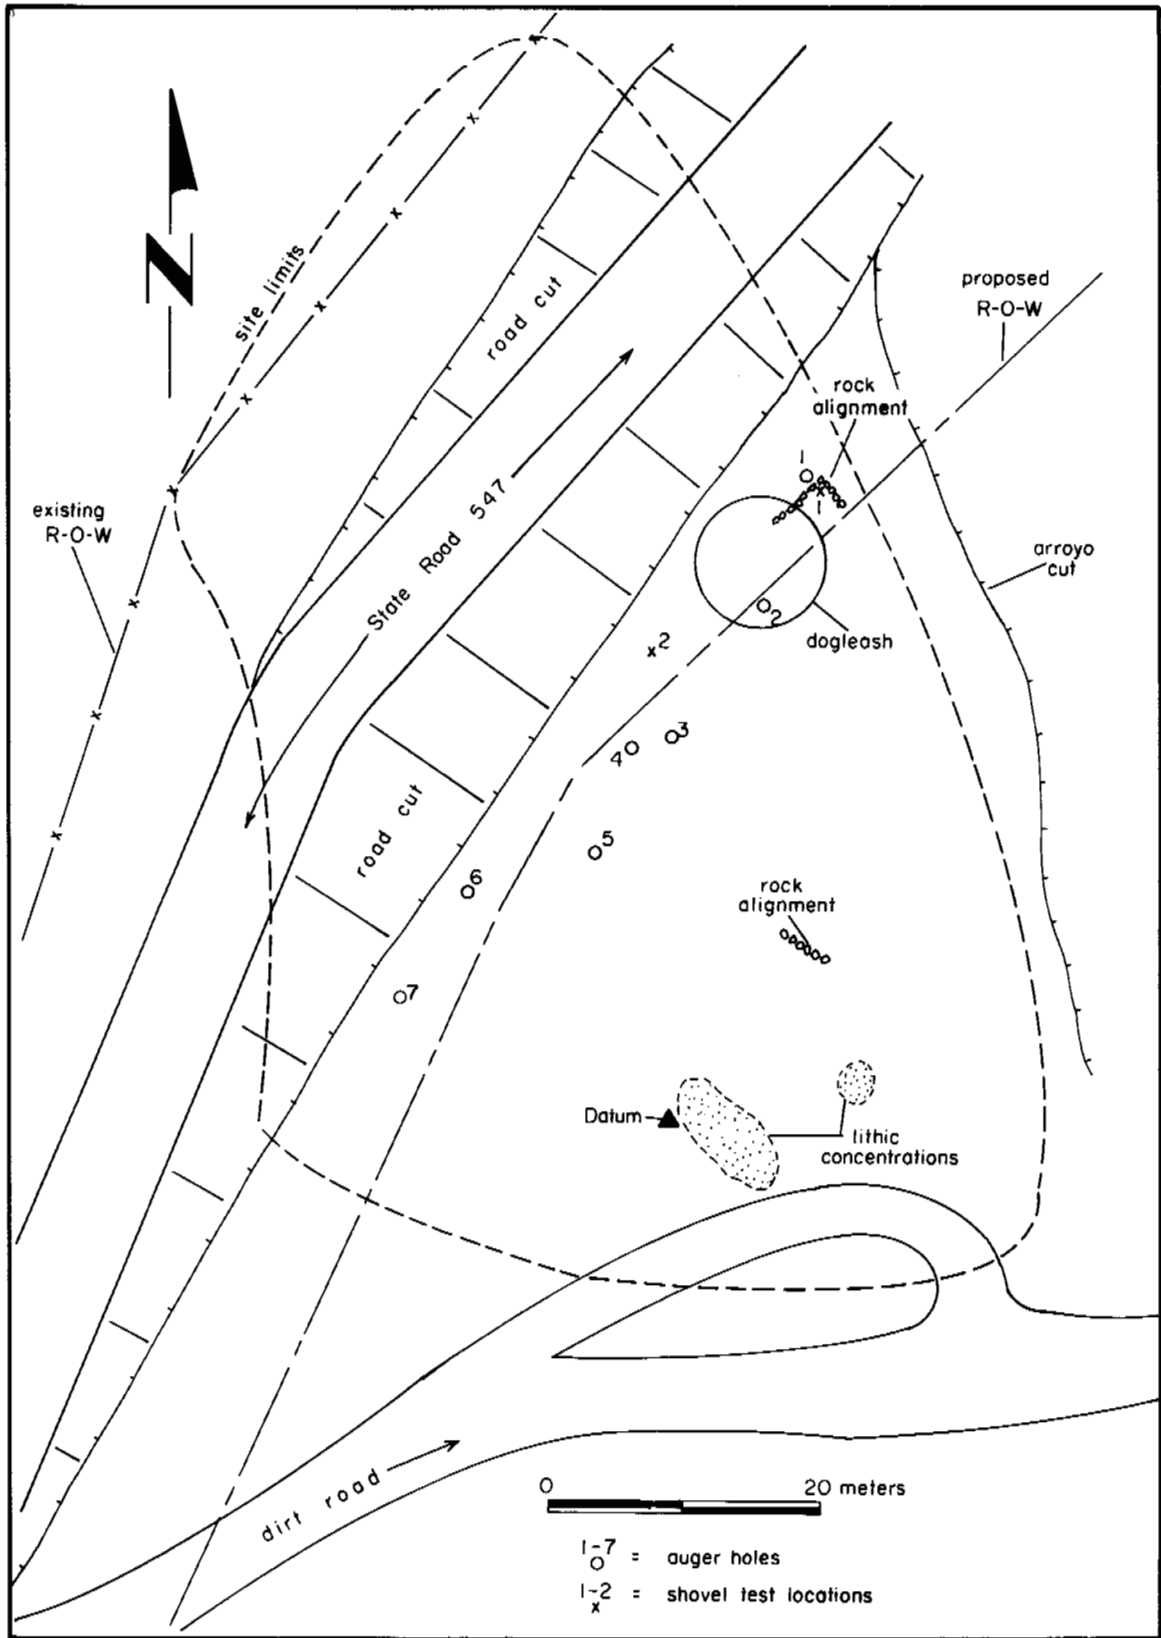 N
site limits
road cut
proposed
R-O-W
rock
alignment
1
1
existing
R-O-W
State Road 547
arroyo
cut
2
dogleash
x 2
3
4
5
road cut
6
rock
alignment
7
Datum
lithic
concentrations
dirt road
0 20 meters
1-7
O = auger holes
1-2
x = shovel test locations